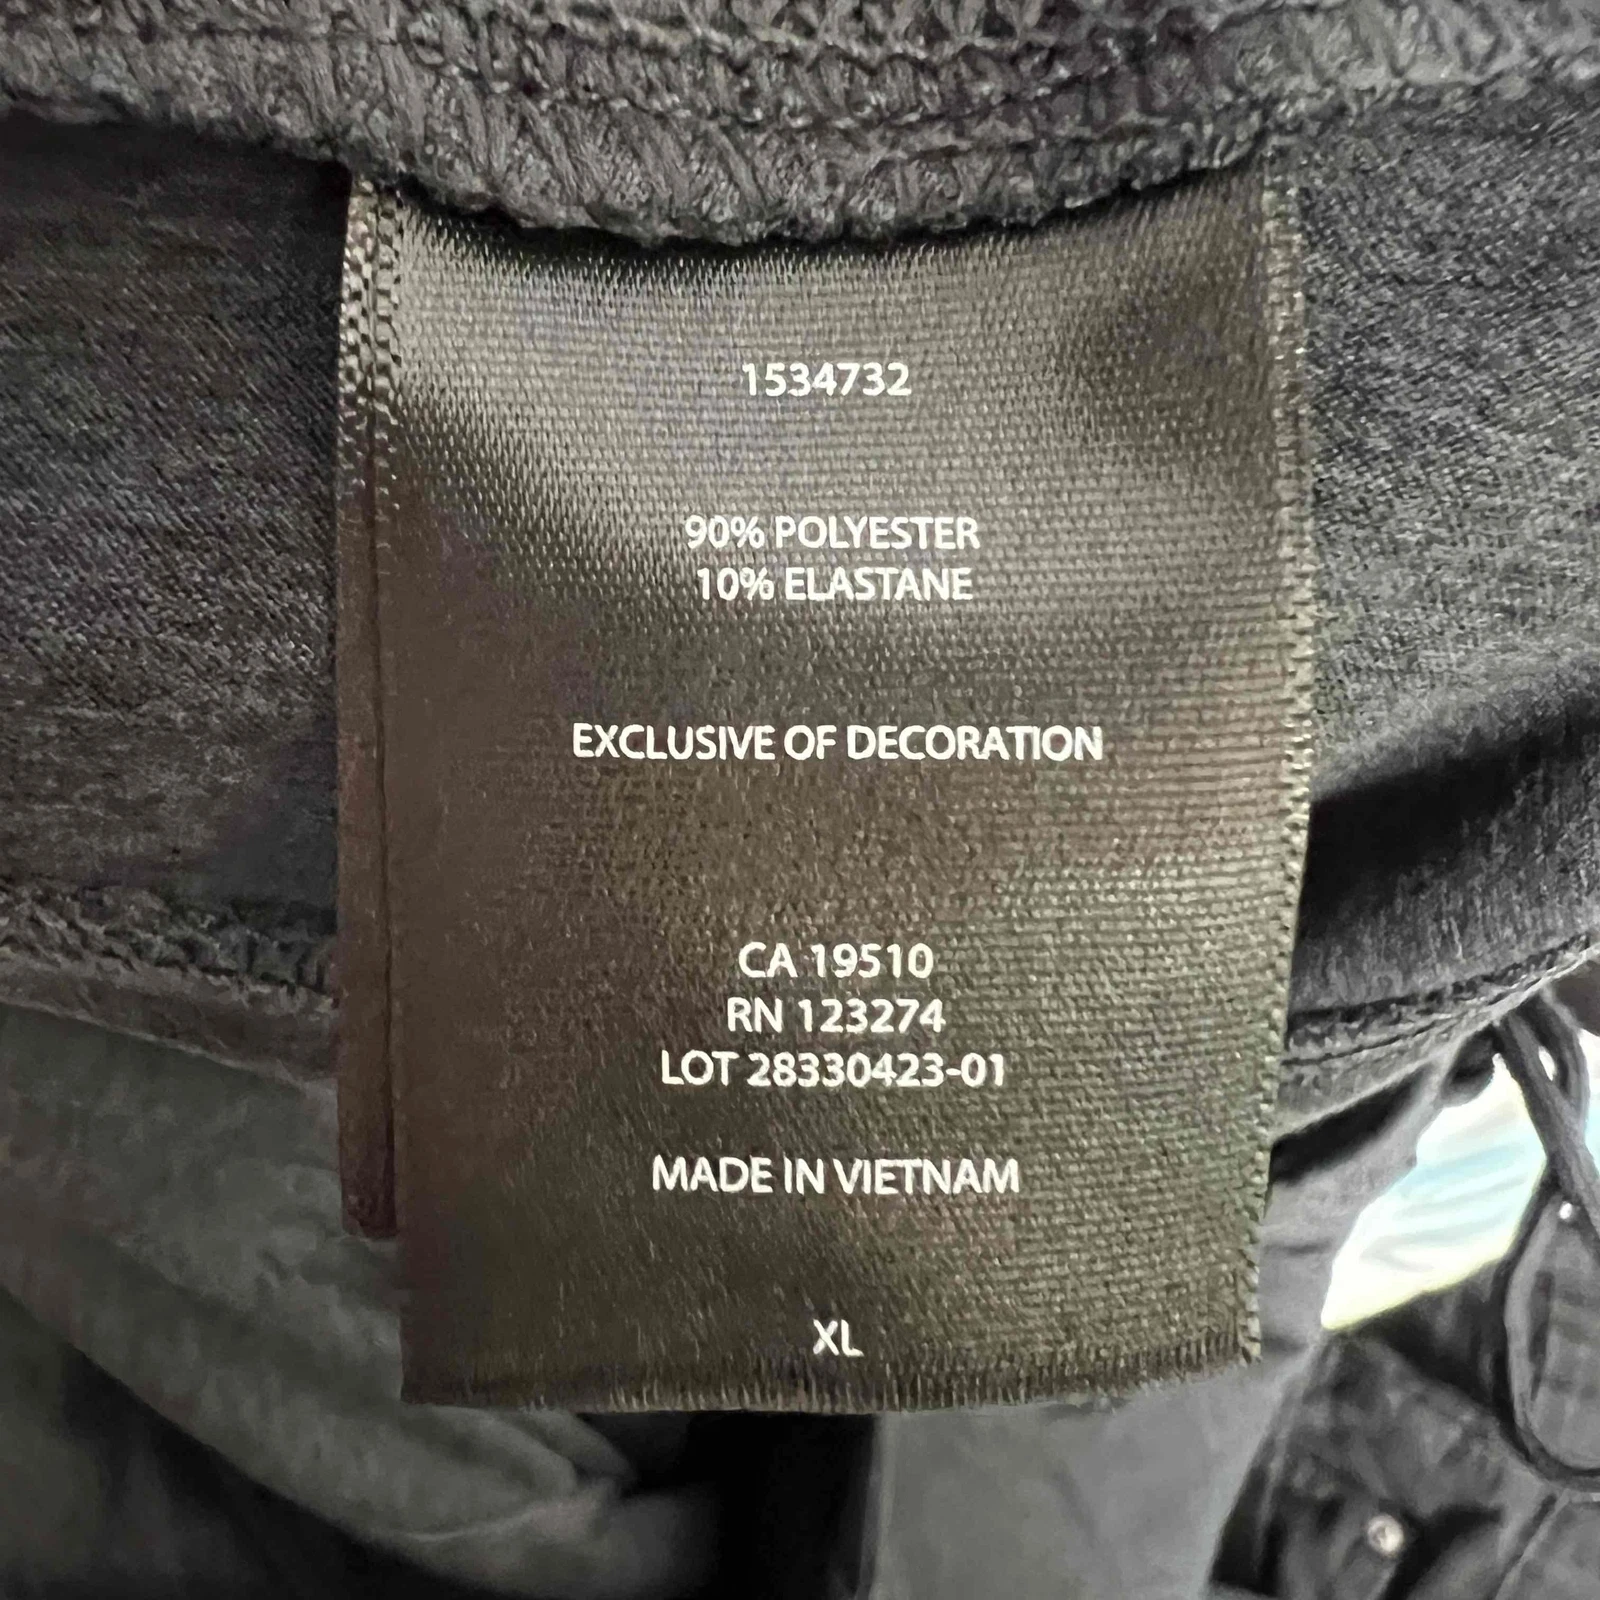 1534732
90% POLYESTER
10% ELASTANE
EXCLUSIVE OF DECORATION
CA 19510
RN 123274
LOT 28330423-01
MADE IN VIETNAM
XL